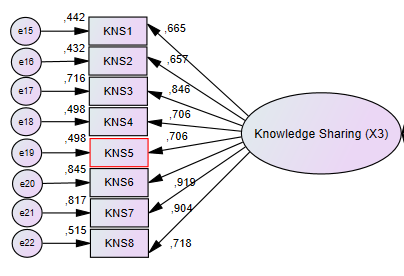 e15 ,442 KNS1 ,665
e16 ,432 KNS2 ,657
e17 ,716 KNS3 ,846
e18 ,498 KNS4 ,706
Knowledge Sharing (X3)
e19 ,498 KNS5 ,706
e20 ,845 KNS6 ,919
e21 ,817 KNS7 ,904
e22 ,515 KNS8 ,718